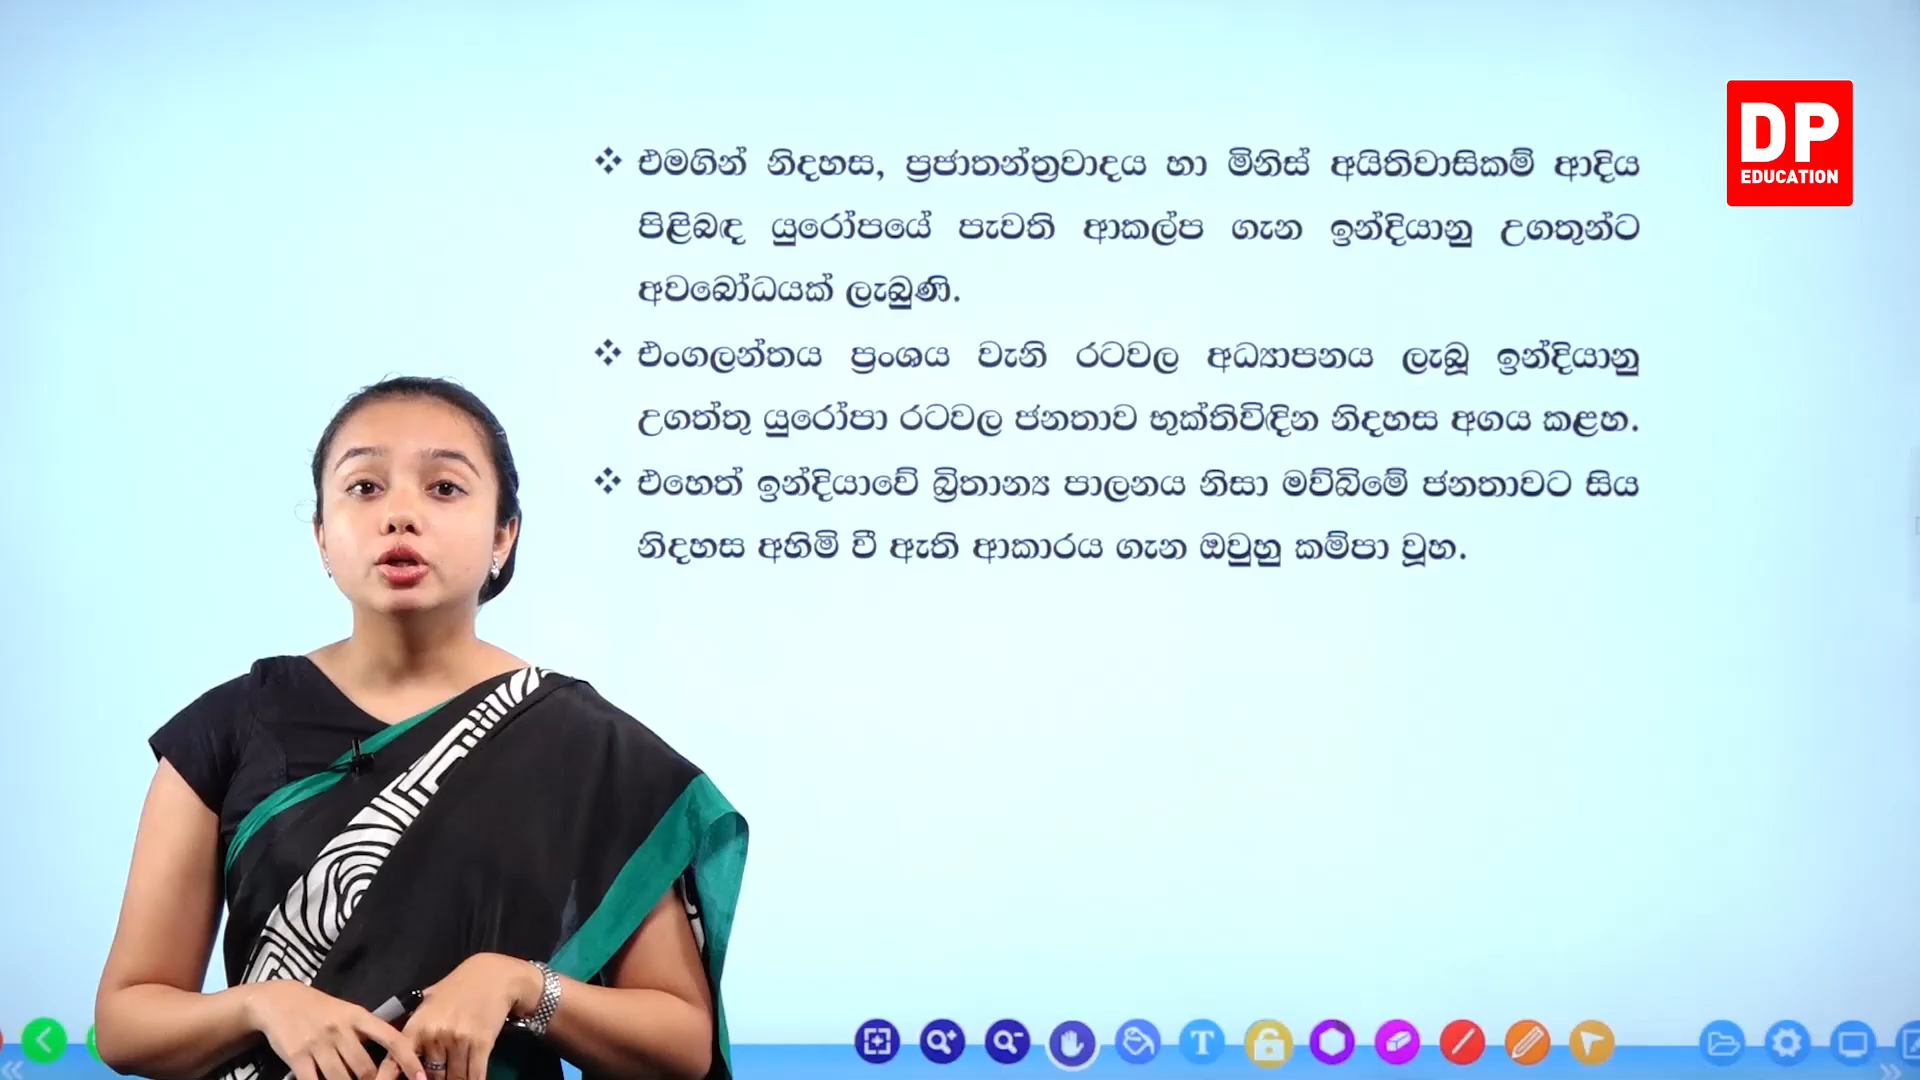 DP
EDUCATION
❖ එමගින් නිදහස, ප්‍රජාතන්ත්‍රවාදය හා මිනිස් අයිතිවාසිකම් ආදිය
පිළිබඳ යුරෝපයේ පැවති ආකල්ප ගැන ඉන්දියානු උගතුන්ට
අවබෝධයක් ලැබුණි.
❖ එංගලන්තය ප්‍රංශය වැනි රටවල අධ්‍යාපනය ලැබූ ඉන්දියානු
උගත්තු යුරෝපා රටවල ජනතාව භුක්තිවිඳින නිදහස අගය කළහ.
❖ එහෙත් ඉන්දියාවේ බ්‍රිතාන්‍ය පාලනය නිසා මව්බිමේ ජනතාවට සිය
නිදහස අහිමි වී ඇති ආකාරය ගැන ඔවුහු කම්පා වූහ.
T